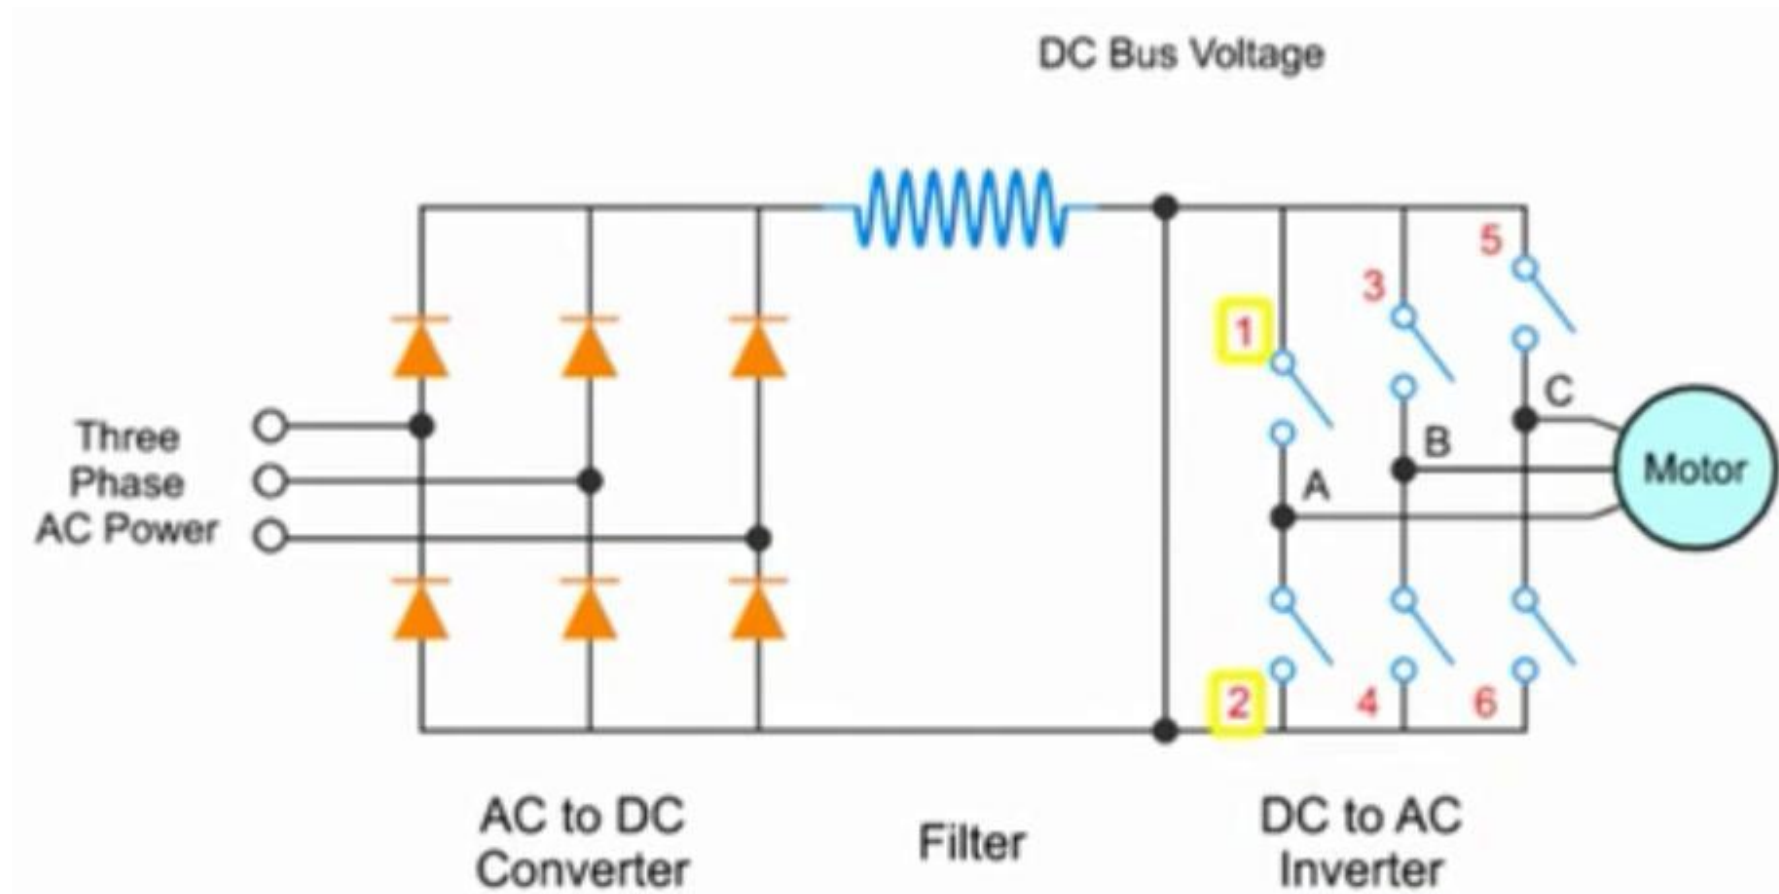 DC Bus Voltage
5
3
1
C
B
Motor
A
Three
Phase
AC Power
2
4
6
AC to DC
Converter
Filter
DC to AC
Inverter